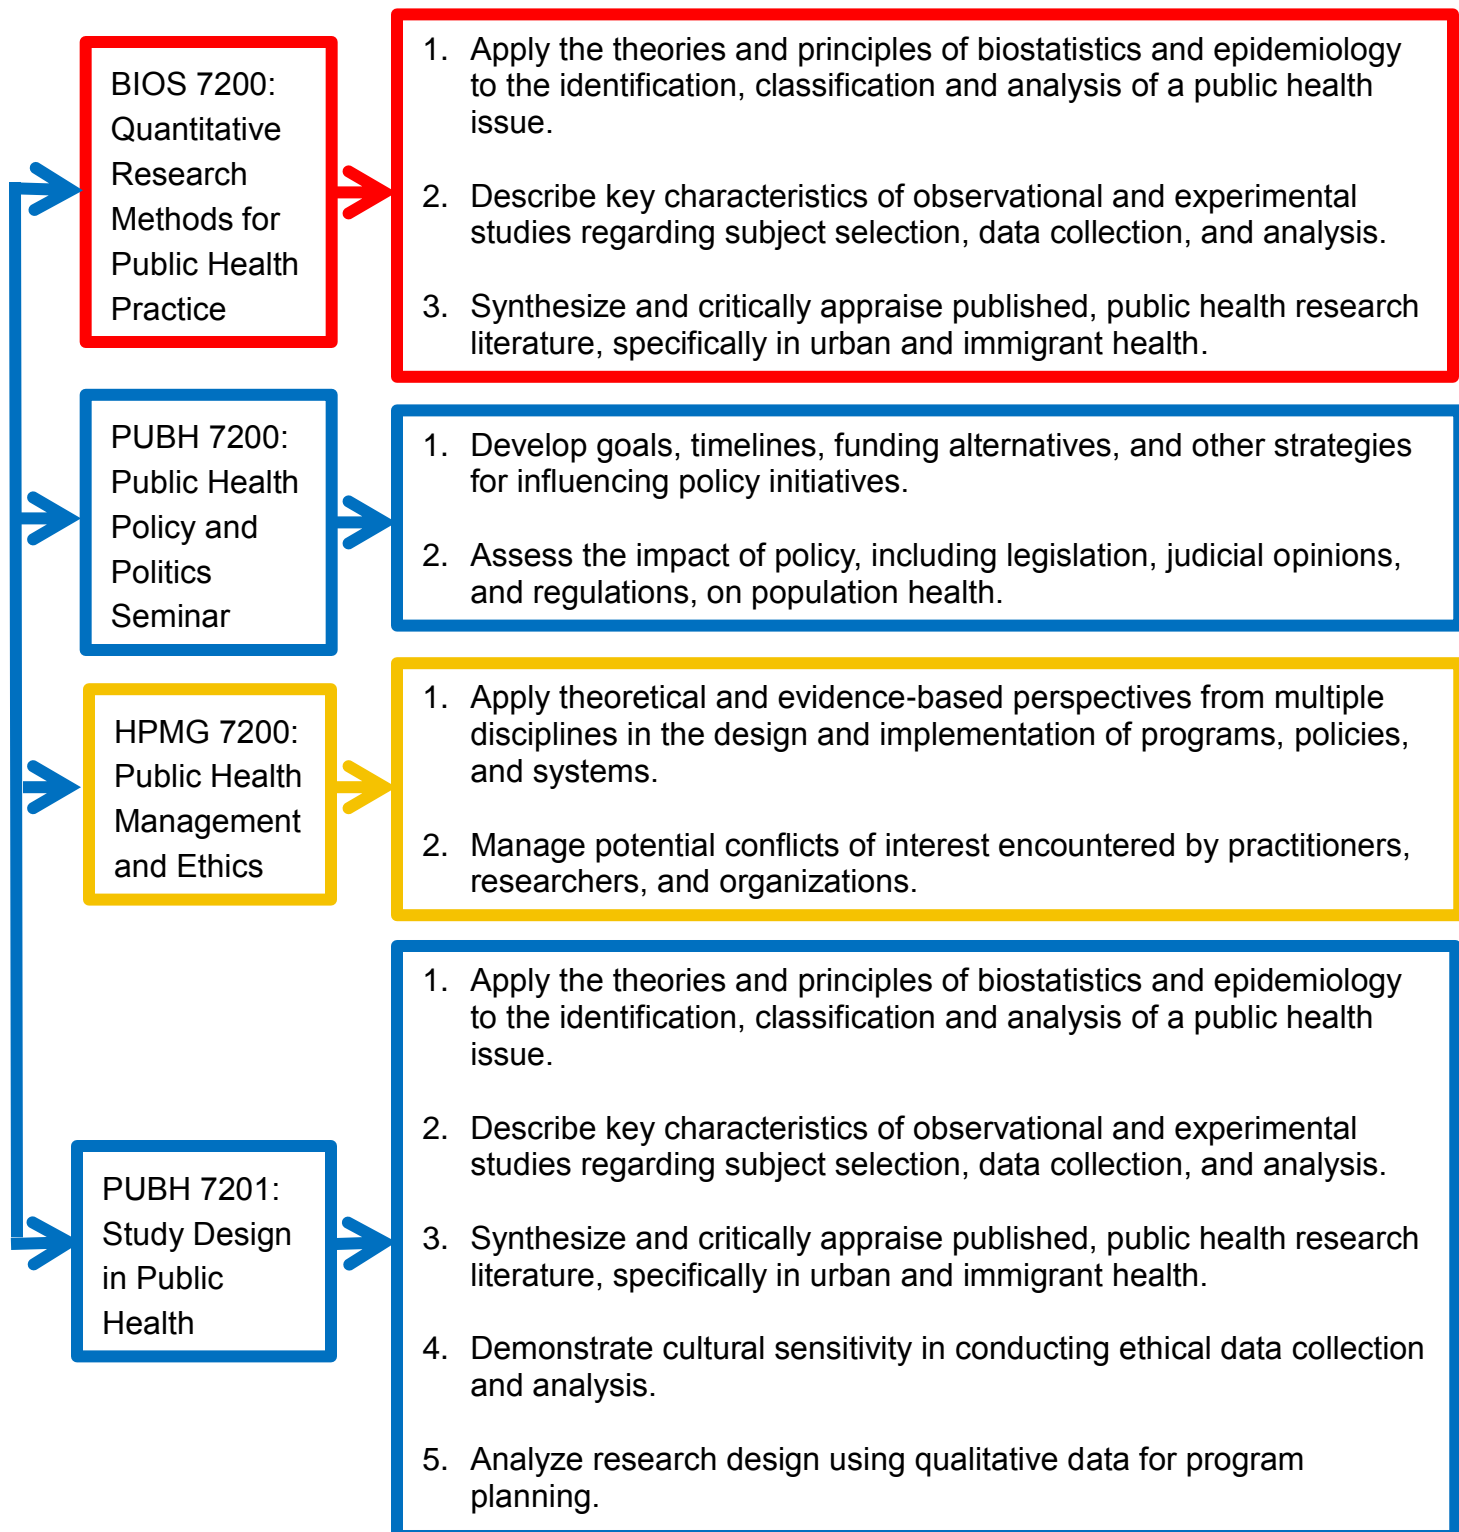 BIOS 7200:
Quantitative
Research
Methods for
Public Health
Practice
1. Apply the theories and principles of biostatistics and epidemiology
to the identification, classification and analysis of a public health
issue.
2. Describe key characteristics of observational and experimental
studies regarding subject selection, data collection, and analysis.
3. Synthesize and critically appraise published, public health research
literature, specifically in urban and immigrant health.
PUBH 7200:
Public Health
Policy and
Politics
Seminar
1. Develop goals, timelines, funding alternatives, and other strategies
for influencing policy initiatives.
2. Assess the impact of policy, including legislation, judicial opinions,
and regulations, on population health.
HPMG 7200:
Public Health
Management
and Ethics
1. Apply theoretical and evidence-based perspectives from multiple
disciplines in the design and implementation of programs, policies,
and systems.
2. Manage potential conflicts of interest encountered by practitioners,
researchers, and organizations.
PUBH 7201:
Study Design
in Public
Health
1. Apply the theories and principles of biostatistics and epidemiology
to the identification, classification and analysis of a public health
issue.
2. Describe key characteristics of observational and experimental
studies regarding subject selection, data collection, and analysis.
3. Synthesize and critically appraise published, public health research
literature, specifically in urban and immigrant health.
4. Demonstrate cultural sensitivity in conducting ethical data collection
and analysis.
5. Analyze research design using qualitative data for program
planning.